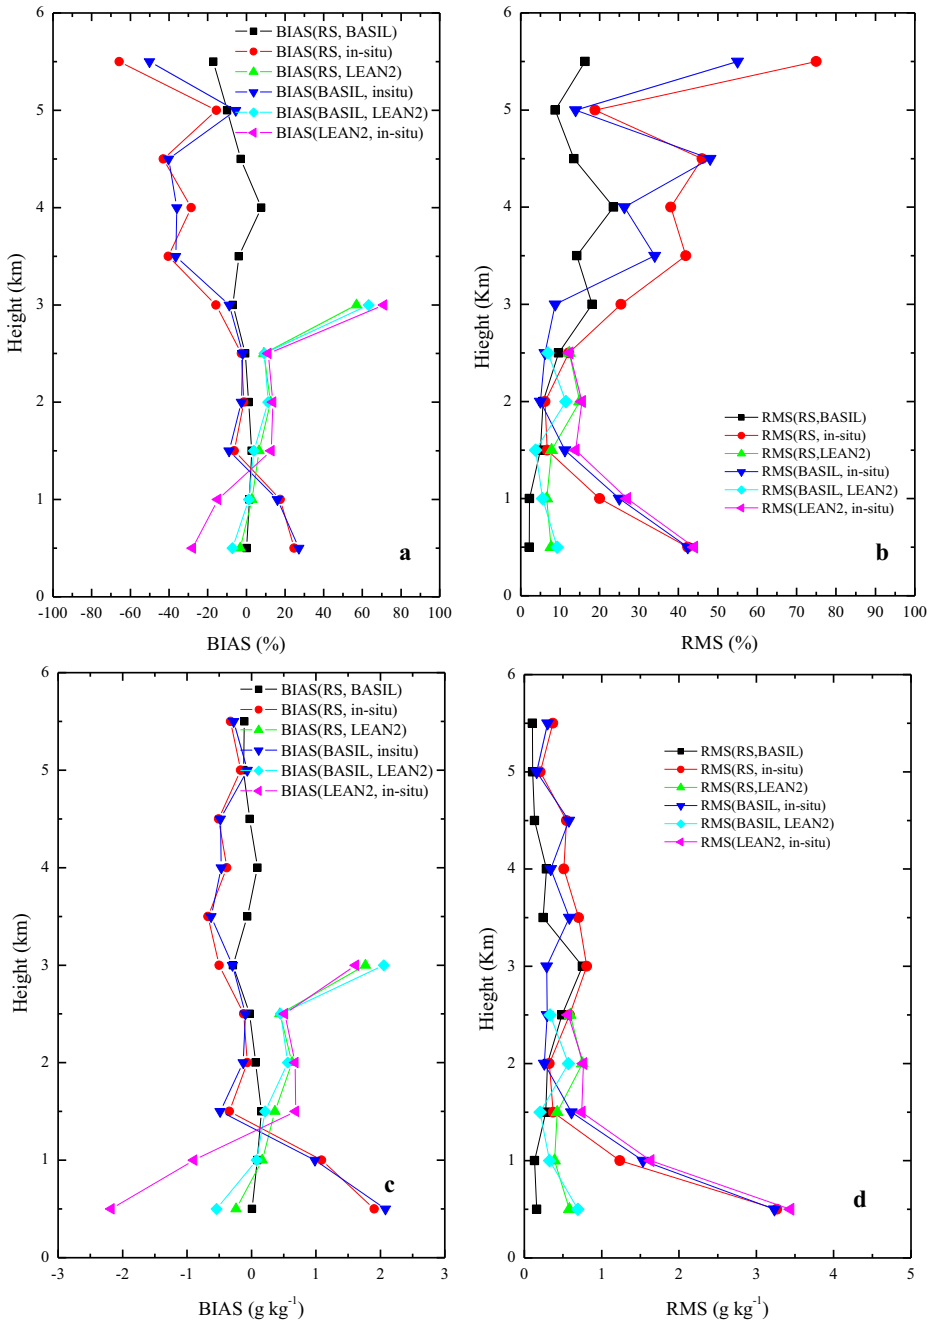 6
5
4
3
2
1
0
Height (km)
-100
-80
-60
-40
-20
0
20
40
60
80
100
BIAS (%)
BIAS(RS, BASIL)
BIAS(RS, in-situ)
BIAS(RS, LEAN2)
BIAS(BASIL, insitu)
BIAS(BASIL, LEAN2)
BIAS(LEAN2, in-situ)
a
6
5
4
3
2
1
0
Hieght (Km)
0
10
20
30
40
50
60
70
80
90
100
RMS (%)
RMS(RS,BASIL)
RMS(RS, in-situ)
RMS(RS,LEAN2)
RMS(BASIL, in-situ)
RMS(BASIL, LEAN2)
RMS(LEAN2, in-situ)
b
6
5
4
3
2
1
0
Height (km)
-3
-2
-1
0
1
2
3
BIAS (g kg⁻¹)
BIAS(RS, BASIL)
BIAS(RS, in-situ)
BIAS(RS, LEAN2)
BIAS(BASIL, insitu)
BIAS(BASIL, LEAN2)
BIAS(LEAN2, in-situ)
c
6
5
4
3
2
1
0
Hieght (Km)
0
1
2
3
4
5
RMS (g kg⁻¹)
RMS(RS,BASIL)
RMS(RS, in-situ)
RMS(RS,LEAN2)
RMS(BASIL, in-situ)
RMS(BASIL, LEAN2)
RMS(LEAN2, in-situ)
d